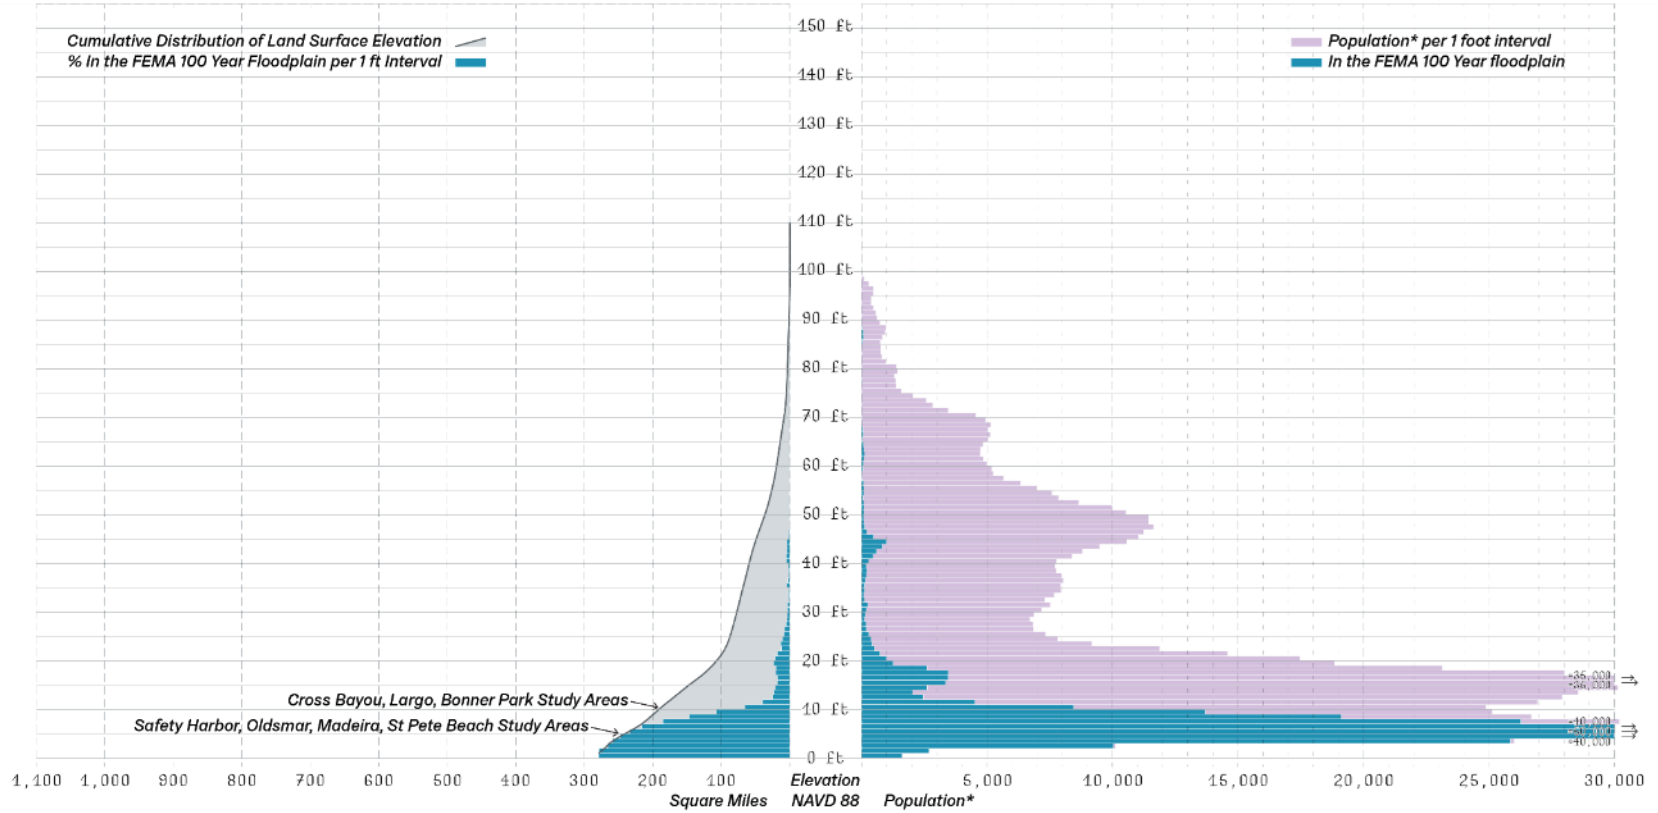 150 ft
Cumulative Distribution of Land Surface Elevation
Population* per 1 foot interval
% In the FEMA 100 Year Floodplain per 1 ft Interval
In the FEMA 100 Year floodplain
140 ft
130 ft
120 ft
110 ft
100 ft
90 ft
80 ft
70 ft
60 ft
50 ft
40 ft
30 ft
20 ft
Cross Bayou, Largo, Bonner Park Study Areas
10 ft
Safety Harbor, Oldsmar, Madeira, St Pete Beach Study Areas
~40,000
0 ft
1,100 1,000 900 800 700 600 500 400 300 200 100 Elevation 5,000 10,000 15,000 20,000 25,000 30,000
Square Miles NAVD 88 Population*